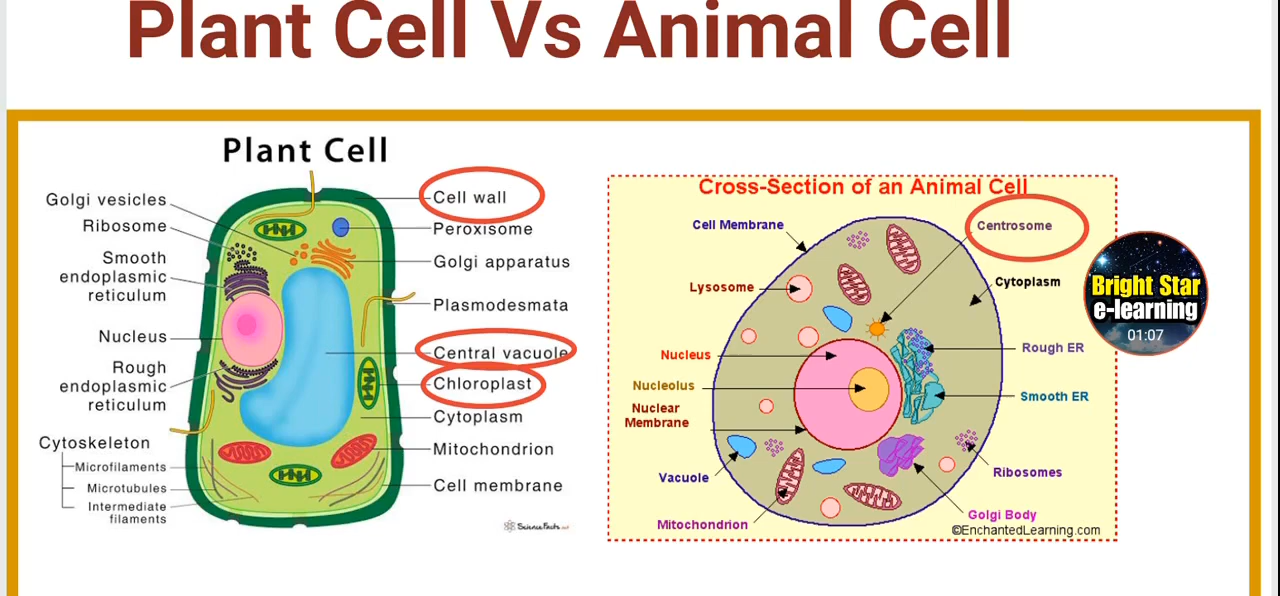 Plant Cell Vs Animal Cell
Plant Cell
Golgi vesicles
Ribosome
Smooth
endoplasmic
reticulum
Nucleus
Rough
endoplasmic
reticulum
Cytoskeleton
Microfilaments
Microtubules
Intermediate
filaments
Cell wall
Peroxisome
Golgi apparatus
Plasmodesmata
Central vacuole
Chloroplast
Cytoplasm
Mitochondrion
Cell membrane
ScienceFacts.net
Cross-Section of an Animal Cell
Cell Membrane
Centrosome
Lysosome
Cytoplasm
Nucleus
Rough ER
Nucleolus
Smooth ER
Nuclear
Membrane
Vacuole
Ribosomes
Mitochondrion
Golgi Body
©EnchantedLearning.com
Bright Star
e-learning
01:07